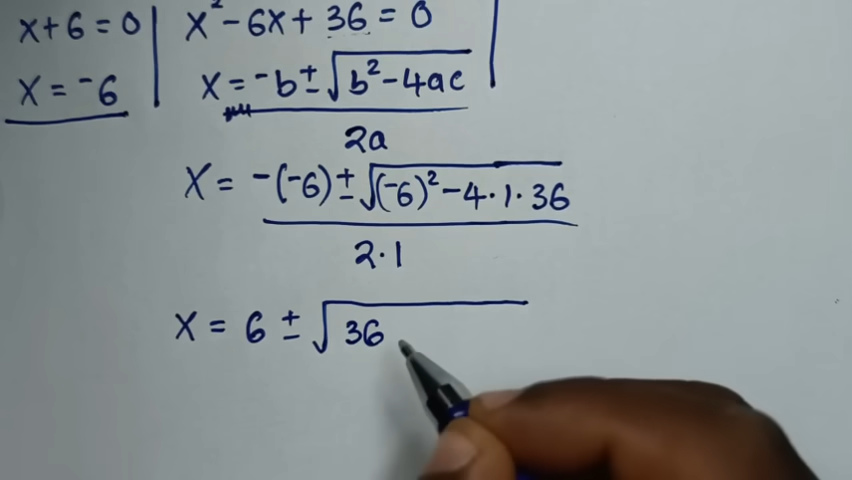 x+6=0 | x²-6x+36=0 |
x=⁻6 | x=⁻b±√b²-4ac
2a
x=⁻(⁻6)±√(⁻6)²-4·1·36
2·1
x=6±√36